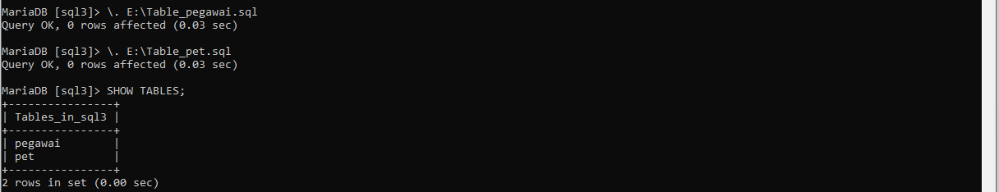 MariaDB [sql3]> \. E:\Table_pegawai.sql
Query OK, 0 rows affected (0.03 sec)
MariaDB [sql3]> \. E:\Table_pet.sql
Query OK, 0 rows affected (0.03 sec)
MariaDB [sql3]> SHOW TABLES;
+----------------+
| Tables_in_sql3 |
+----------------+
| pegawai        |
| pet            |
+----------------+
2 rows in set (0.00 sec)